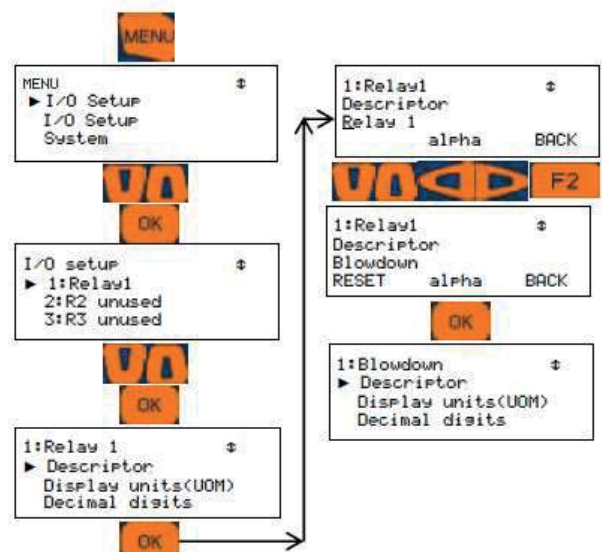 MENU
MENU ⇕
► I/O Setup
I/O Setup
System
OK
I/O setup ⇕
► 1:Relay1
2:R2 unused
3:R3 unused
OK
1:Relay 1 ⇕
► Descriptor
Display units(UOM)
Decimal digits
OK
1:Relay1 ⇕
Descriptor
Relay 1
alpha BACK
F2
1:Relay1 ⇕
Descriptor
Blowdown
RESET alpha BACK
OK
1:Blowdown ⇕
► Descriptor
Display units(UOM)
Decimal digits